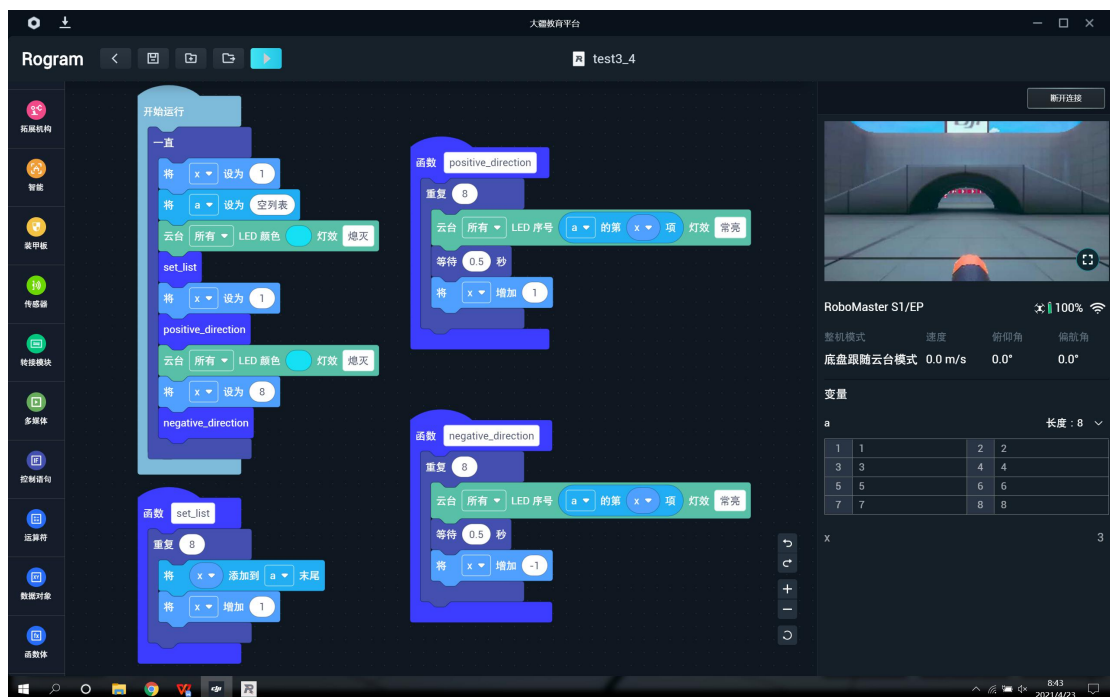 大疆教育平台
Rogram
test3_4
拓展机构
智能
装甲板
传感器
转接模块
多媒体
控制语句
运算符
数据对象
函数体
开始运行
一直
将 x 设为 1
将 a 设为 空列表
云台 所有 LED 颜色 灯效 熄灭
set_list
将 x 设为 1
positive_direction
云台 所有 LED 颜色 灯效 熄灭
将 x 设为 8
negative_direction
函数 set_list
重复 8
将 x 添加到 a 末尾
将 x 增加 1
函数 positive_direction
重复 8
云台 所有 LED 序号 a 的第 x 项 灯效 常亮
等待 0.5 秒
将 x 增加 1
函数 negative_direction
重复 8
云台 所有 LED 序号 a 的第 x 项 灯效 常亮
等待 0.5 秒
将 x 增加 -1
断开连接
RoboMaster S1/EP 100%
整机模式 速度 俯仰角 偏航角
底盘跟随云台模式 0.0 m/s 0.0° 0.0°
变量
a 长度：8
1 1 2 2
3 3 4 4
5 5 6 6
7 7 8 8
x 3
8:43
2021/4/23